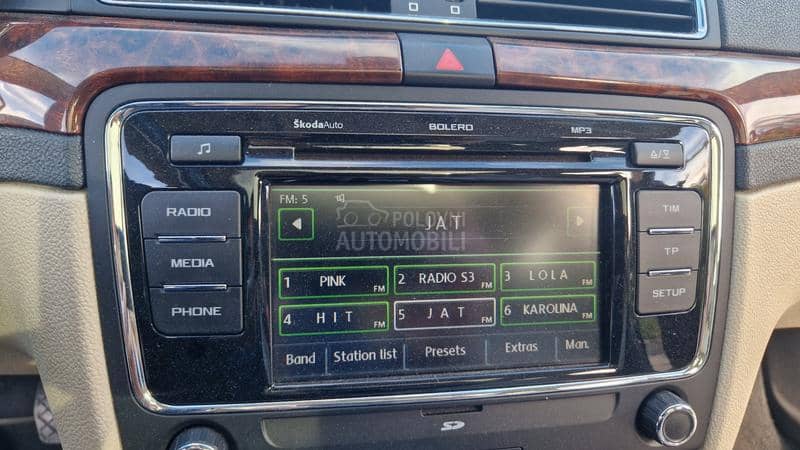 ŠkodaAuto BOLERO MP3
RADIO
MEDIA
PHONE
TIM
TP
SETUP
FM: 5
JAT
POLOVNI
AUTOMOBILI
1 PINK FM 2 RADIO S3 FM 3 LOLA FM
4 HIT FM 5 JAT FM 6 KAROLINA FM
Band Station list Presets Extras Man.
SD